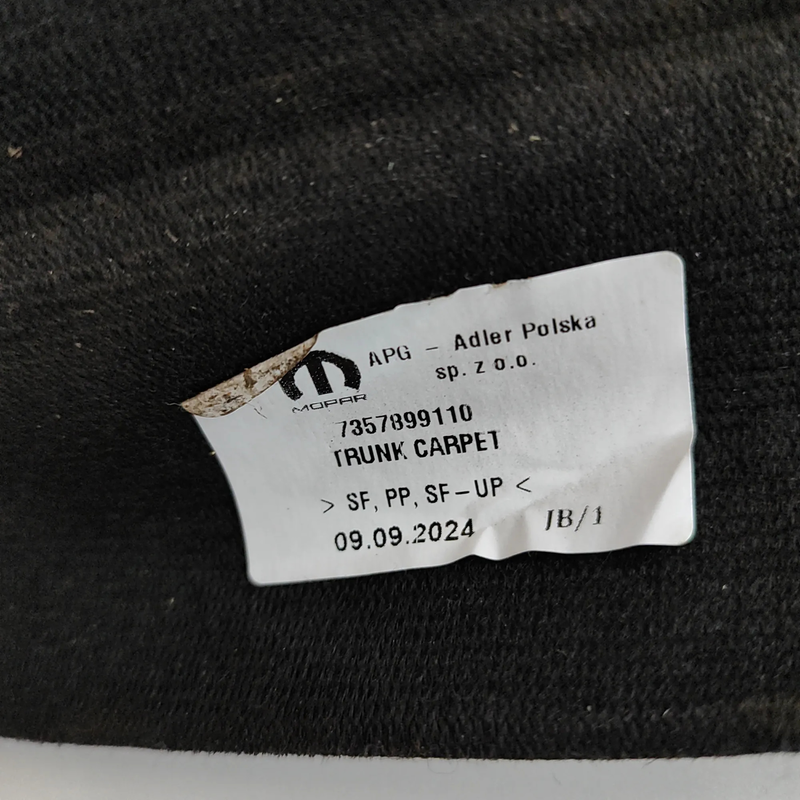 APG – Adler Polska
sp. z o.o.
MOPAR
7357899110
TRUNK CARPET
> SF, PP, SF-UP <
09.09.2024
JB/1